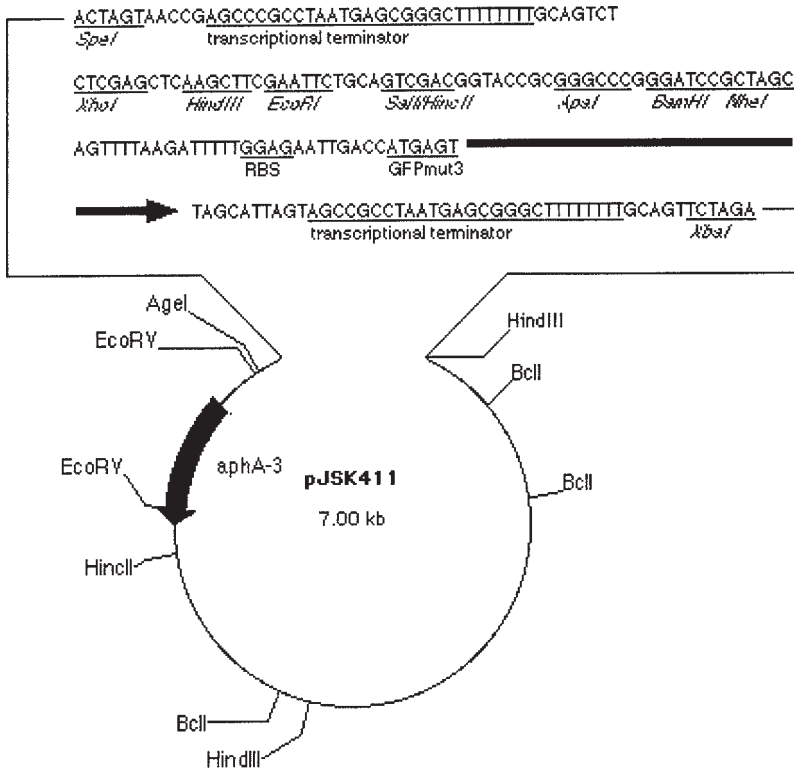 ACTAGTAACCGAGCCCGCCTAATGAGCGGGCTTTTTTTTGCAGTCT
SpeI transcriptional terminator
CTCGAGCTCAAGCTTCGAATTCTGCAGTCGACGGTACCGCGGGCCCGGGATCCGCTAGC
XhoI HindIII EcoRI SalI/HincII ApaI BamHI NheI
AGTTTTAAGATTTTTGGAGAATTGACCATGAGT
RBS GFPmut3
TAGCATTAGTAGCCGCCTAATGAGCGGGCTTTTTTTTGCAGTTCTAGA
transcriptional terminator XbaI
AgeI
HindIII
EcoRV
BclI
EcoRV
aphA-3
pJSK411
BclI
7.00 kb
HincII
BclI
HindIII